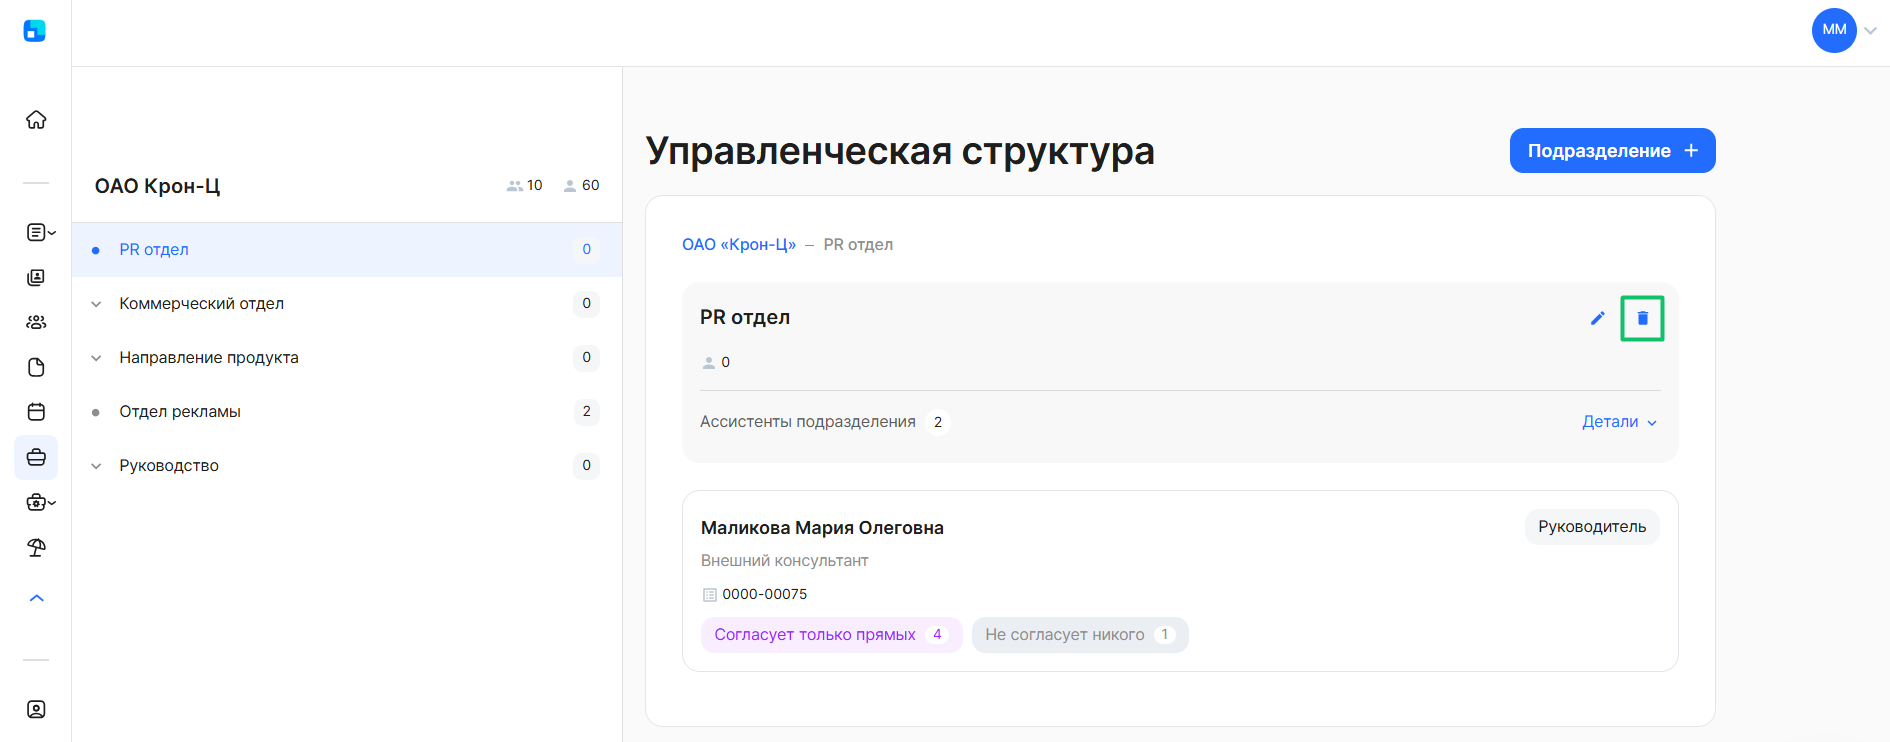 ММ
ОАО Крон-Ц 10 60
PR отдел 0
Коммерческий отдел 0
Направление продукта 0
Отдел рекламы 2
Руководство 0
Управленческая структура
Подразделение +
ОАО «Крон-Ц» – PR отдел
PR отдел
0
Ассистенты подразделения 2
Детали
Маликова Мария Олеговна
Руководитель
Внешний консультант
0000-00075
Согласует только прямых 4
Не согласует никого 1